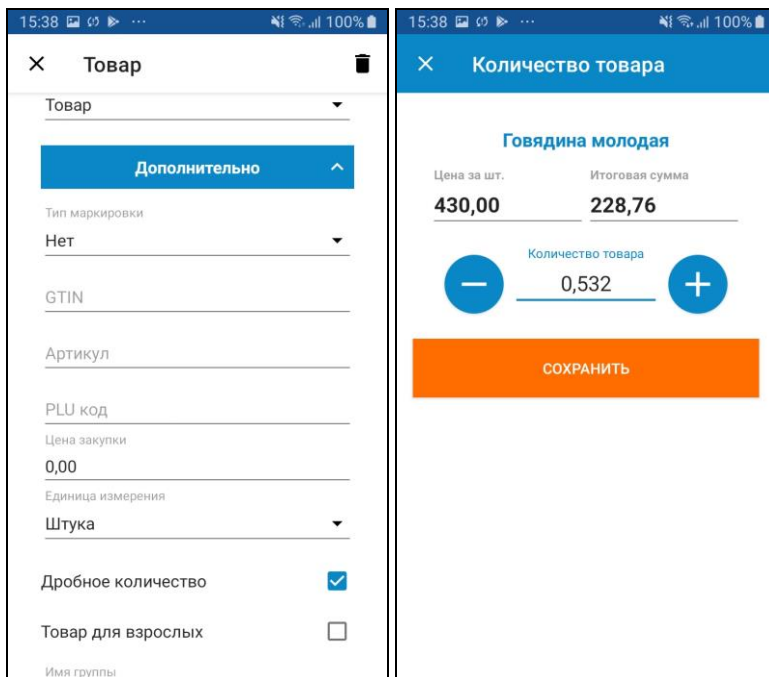 15:38 100%
Товар
Товар
Дополнительно
Тип маркировки
Нет
GTIN
Артикул
PLU код
Цена закупки
0,00
Единица измерения
Штука
Дробное количество
Товар для взрослых
Имя группы
15:38 100%
Количество товара
Говядина молодая
Цена за шт. Итоговая сумма
430,00 228,76
Количество товара
0,532
СОХРАНИТЬ